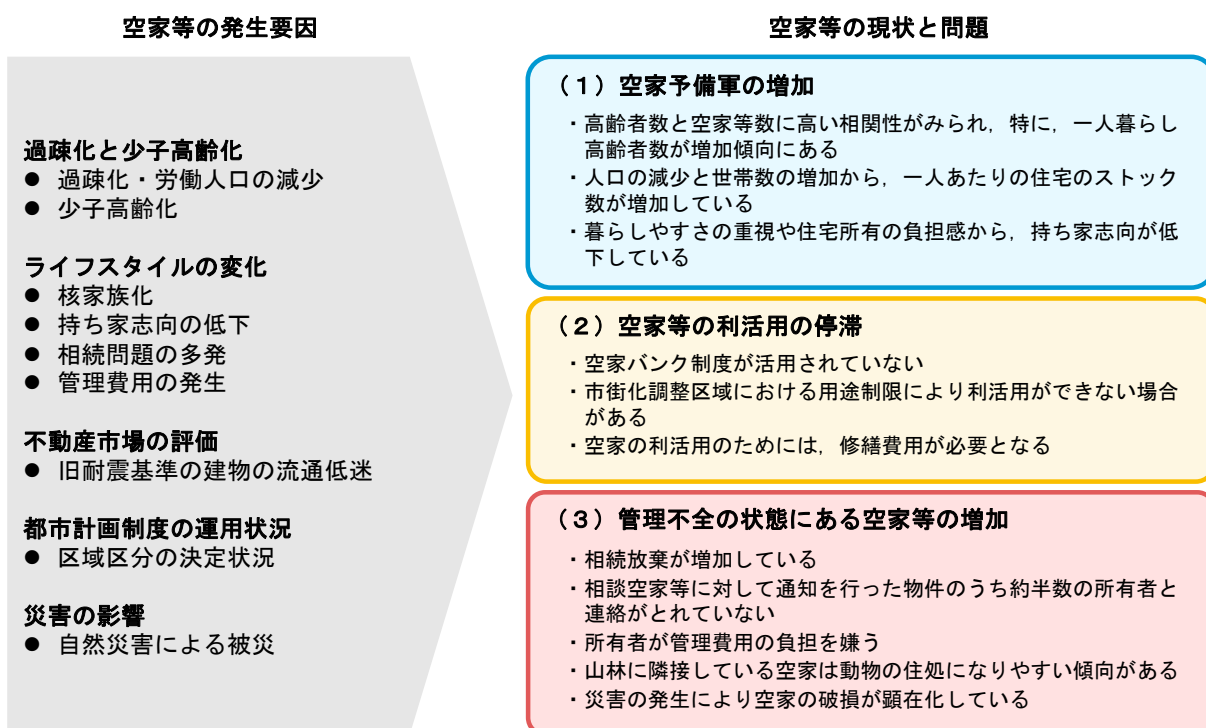 空家等の発生要因
過疎化と少子高齢化
● 過疎化・労働人口の減少
● 少子高齢化
ライフスタイルの変化
● 核家族化
● 持ち家志向の低下
● 相続問題の多発
● 管理費用の発生
不動産市場の評価
● 旧耐震基準の建物の流通低迷
都市計画制度の運用状況
● 区域区分の決定状況
災害の影響
● 自然災害による被災
空家等の現状と問題
（１）空家予備軍の増加
・高齢者数と空家等数に高い相関性がみられ，特に，一人暮らし
高齢者数が増加傾向にある
・人口の減少と世帯数の増加から，一人あたりの住宅のストック
数が増加している
・暮らしやすさの重視や住宅所有の負担感から，持ち家志向が低
下している
（２）空家等の利活用の停滞
・空家バンク制度が活用されていない
・市街化調整区域における用途制限により利活用ができない場合
がある
・空家の利活用のためには，修繕費用が必要となる
（３）管理不全の状態にある空家等の増加
・相続放棄が増加している
・相談空家等に対して通知を行った物件のうち約半数の所有者と
連絡がとれていない
・所有者が管理費用の負担を嫌う
・山林に隣接している空家は動物の住処になりやすい傾向がある
・災害の発生により空家の破損が顕在化している